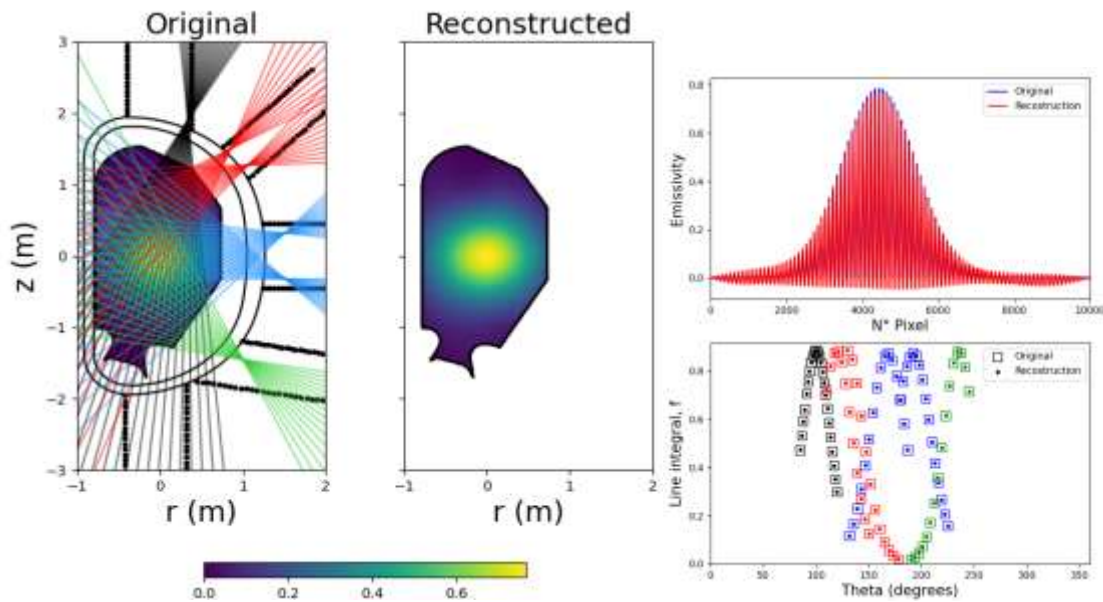 Original
Reconstructed
3
2
1
0
−1
−2
−3
z (m)
−1 0 1 2
r (m)
−1 0 1 2
r (m)
0.0 0.2 0.4 0.6
Original
Recostruction
0.8
0.6
0.4
0.2
0.0
Emissivity
0 2000 4000 6000 8000 10000
N° Pixel
Original
Reconstruction
0.8
0.6
0.4
0.2
0.0
Line integral, f
0 50 100 150 200 250 300 350
Theta (degrees)